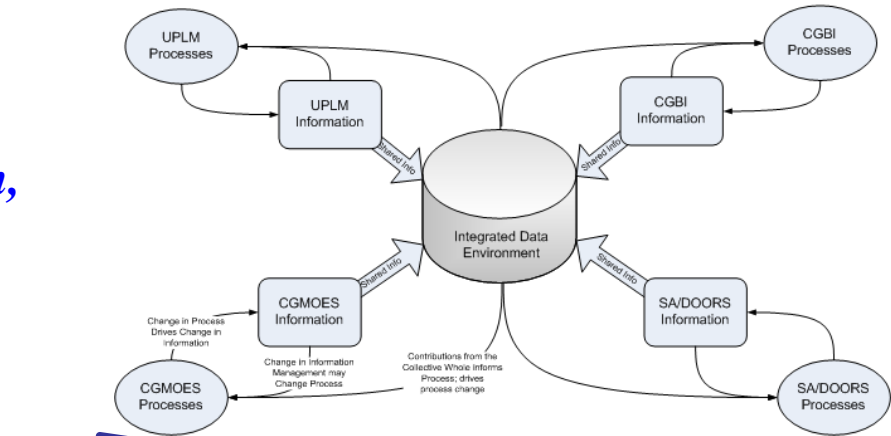 UPLM
Processes
CGBI
Processes
UPLM
Information
CGBI
Information
Shared Info
Shared Info
Integrated Data
Environment
Shared Info
Shared Info
CGMOES
Information
SA/DOORS
Information
Change in Process
Drives Change in
Information
Change in Information
Management may
Change Process
Contributions from the
Collective Whole informs
Process; drives
process change
CGMOES
Processes
SA/DOORS
Processes